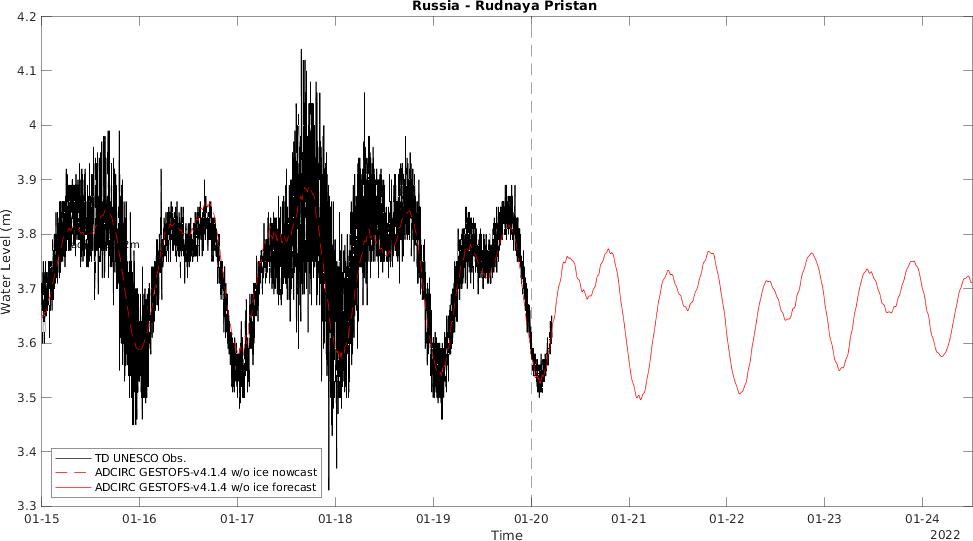 Russia - Rudnaya Pristan
4.2
4.1
4
3.9
3.8
3.7
3.6
3.5
3.4
3.3
Water Level (m)
2m
TD UNESCO Obs.
ADCIRC GESTOFS-v4.1.4 w/o ice nowcast
ADCIRC GESTOFS-v4.1.4 w/o ice forecast
01-15 01-16 01-17 01-18 01-19 01-20 01-21 01-22 01-23 01-24
Time
2022